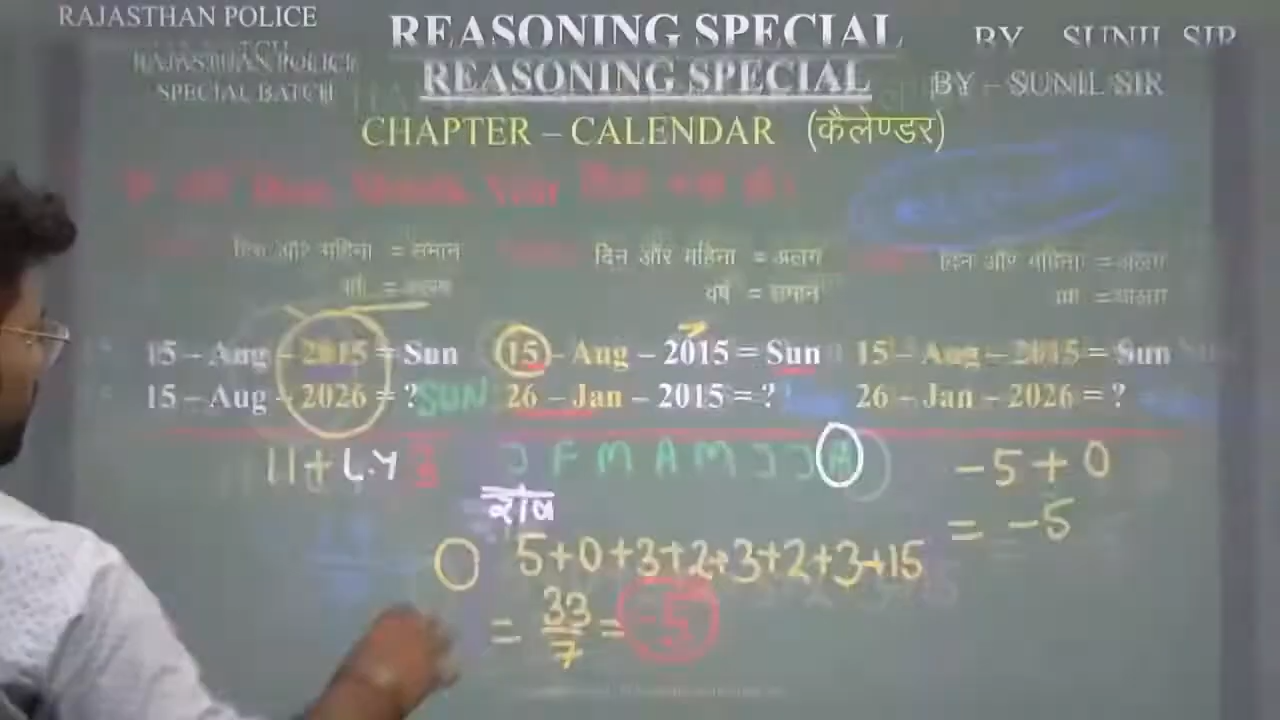 RAJASTHAN POLICE
REASONING SPECIAL
BY – SUNIL SIR
RAJASTHAN POLICE
SPECIAL BATCH
REASONING SPECIAL
BY – SUNIL SIR
CHAPTER – CALENDAR (कैलेण्डर)
दिन और महिना = समान
दिन और महिना = अलग
वर्ष = समान
दिन और महिना = अलग
15 – Aug – 2015 = Sun
15 – Aug – 2026 = ? SUN
15 – Aug – 2015 = Sun
26 – Jan – 2015 = ?
15 – Aug – 2015 = Sun
26 – Jan – 2026 = ?
11 + L.Y 3
J F M A M J J A
शेष
0 5+0+3+2+3+2+3+15
= 33/7 = -5
-5 + 0
= -5